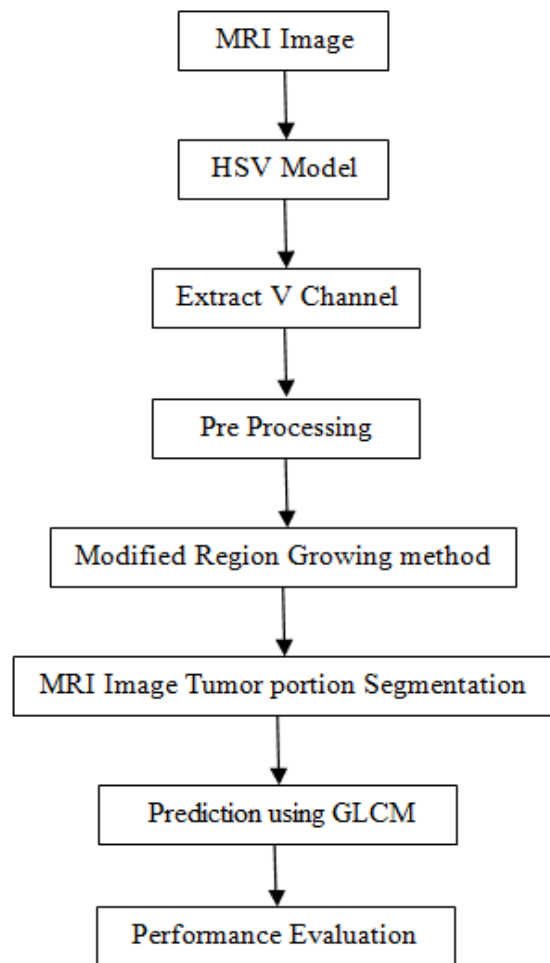 MRI Image
HSV Model
Extract V Channel
Pre Processing
Modified Region Growing method
MRI Image Tumor portion Segmentation
Prediction using GLCM
Performance Evaluation